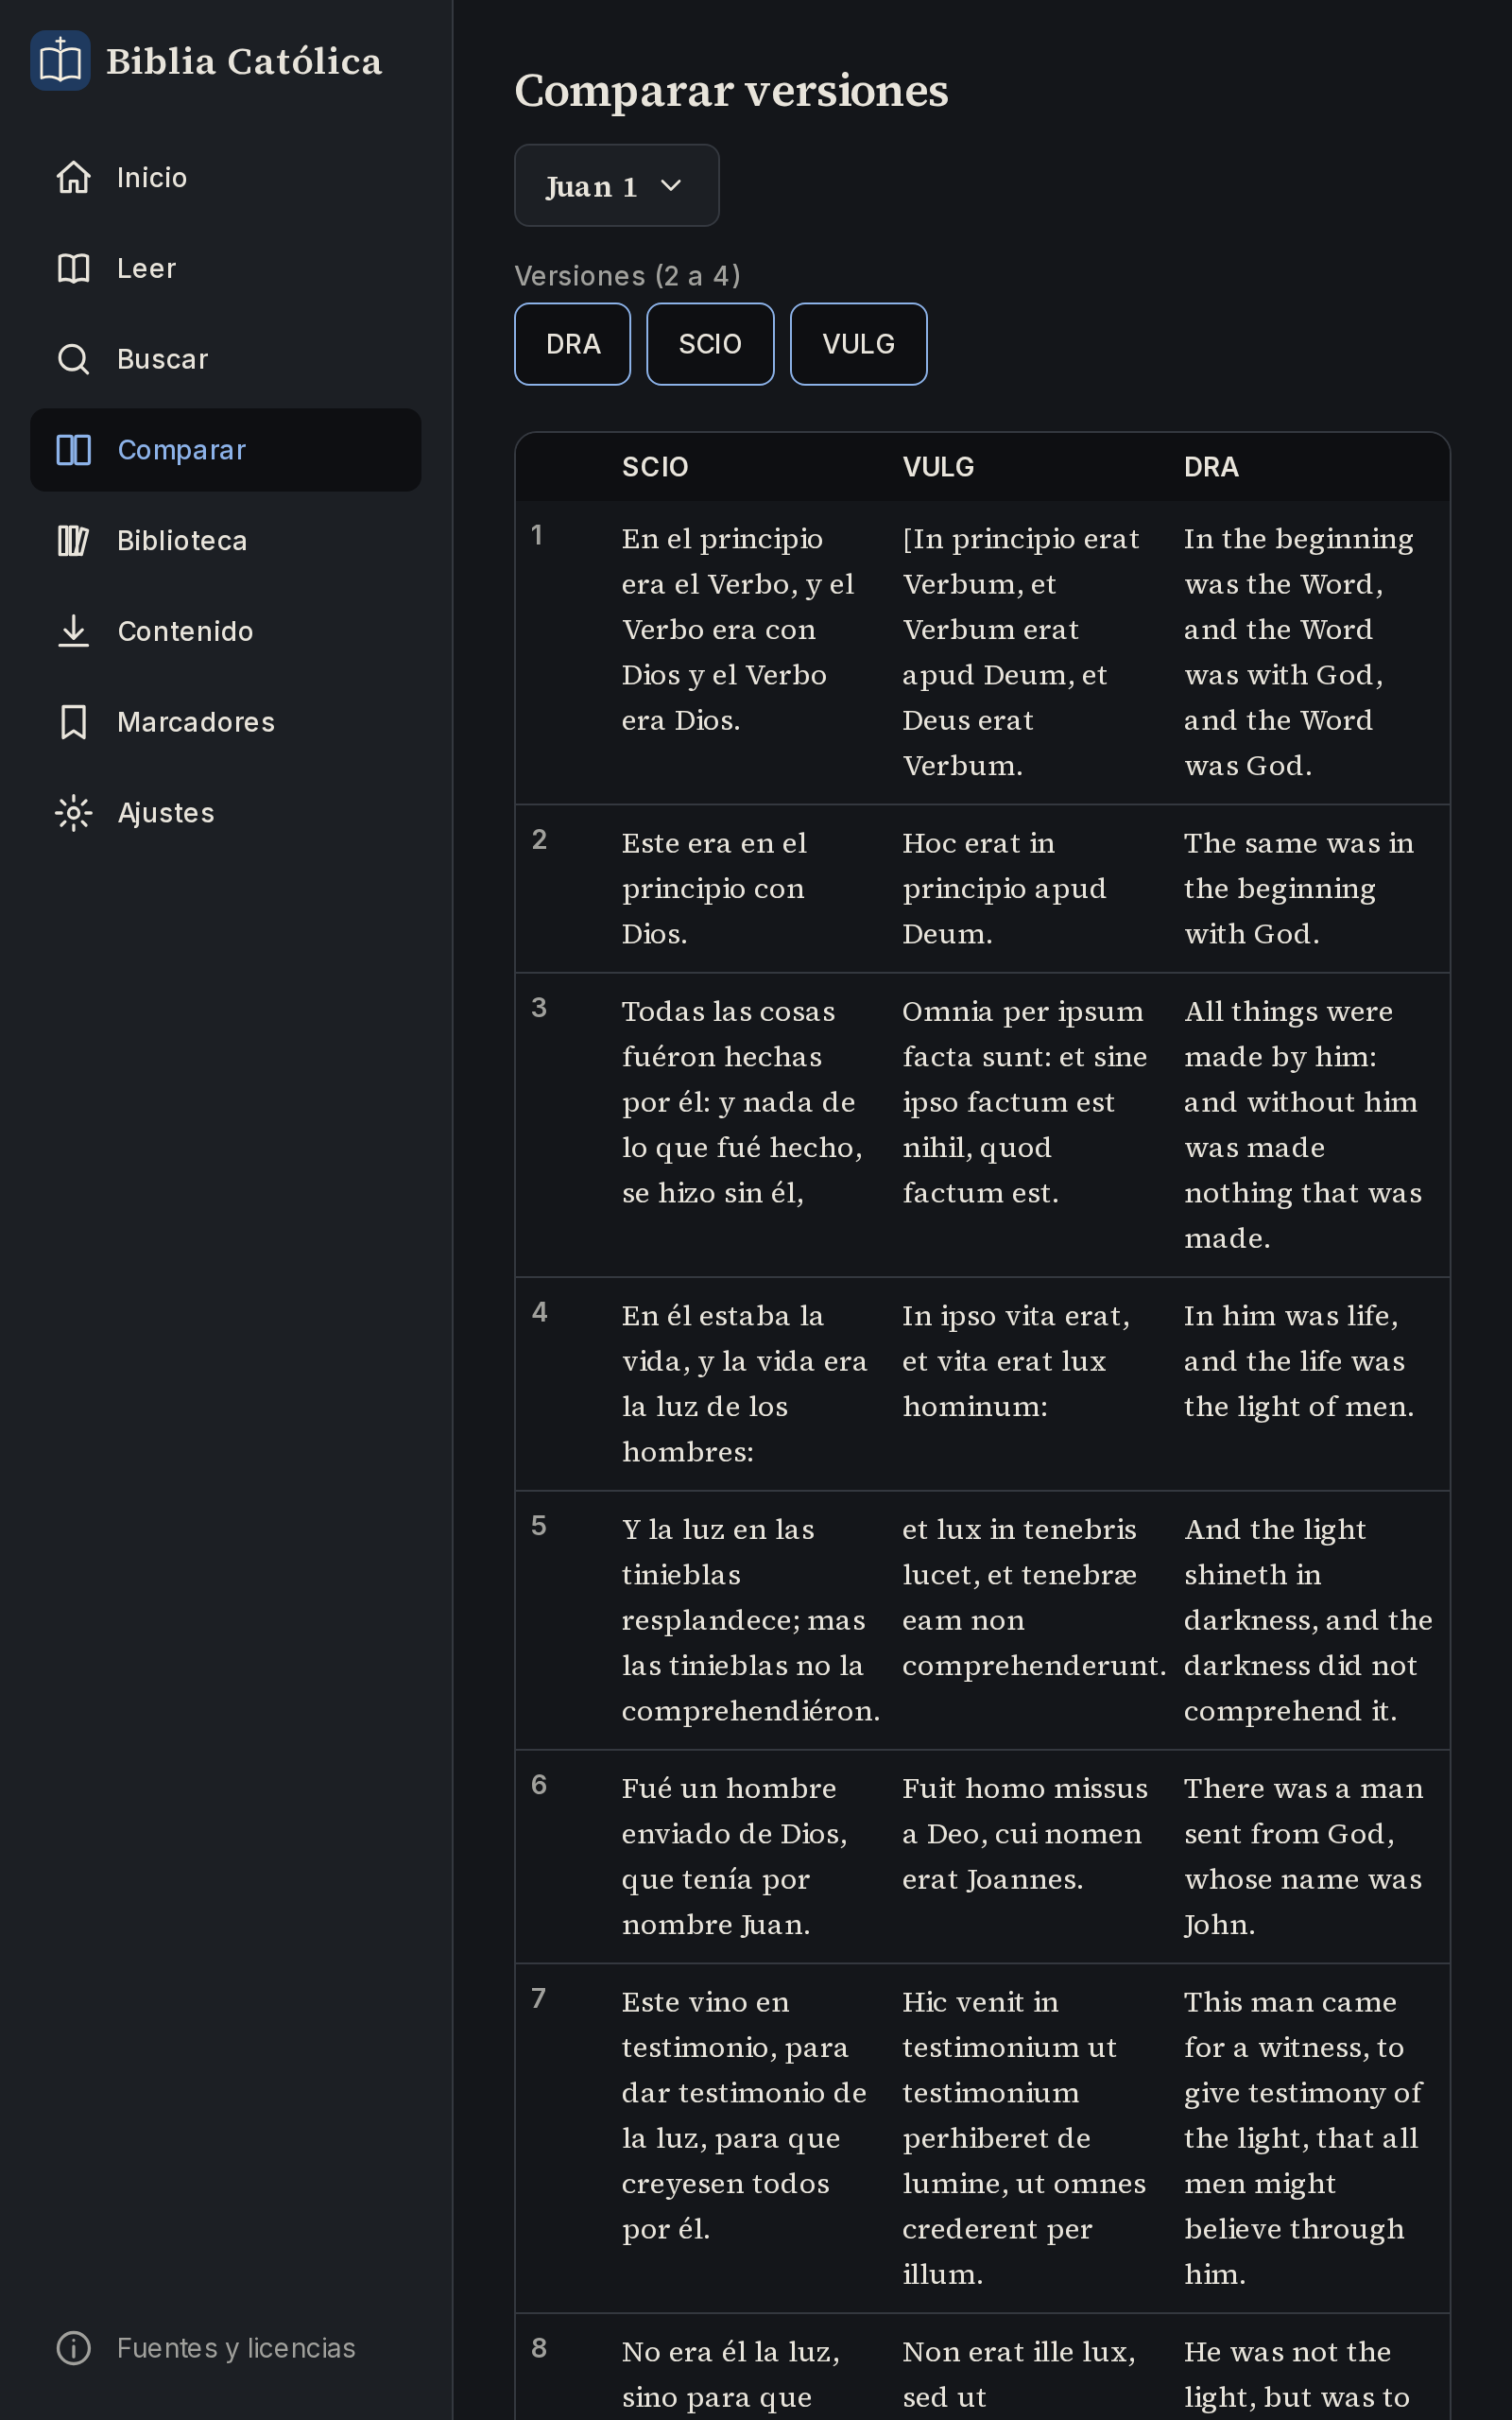 Biblia Católica
Inicio
Leer
Buscar
Comparar
Biblioteca
Contenido
Marcadores
Ajustes
Fuentes y licencias
Comparar versiones
Juan 1
Versiones (2 a 4)
DRA
SCIO
VULG
SCIO
VULG
DRA
1
En el principio
era el Verbo, y el
Verbo era con
Dios y el Verbo
era Dios.
[In principio erat
Verbum, et
Verbum erat
apud Deum, et
Deus erat
Verbum.
In the beginning
was the Word,
and the Word
was with God,
and the Word
was God.
2
Este era en el
principio con
Dios.
Hoc erat in
principio apud
Deum.
The same was in
the beginning
with God.
3
Todas las cosas
fuéron hechas
por él: y nada de
lo que fué hecho,
se hizo sin él,
Omnia per ipsum
facta sunt: et sine
ipso factum est
nihil, quod
factum est.
All things were
made by him:
and without him
was made
nothing that was
made.
4
En él estaba la
vida, y la vida era
la luz de los
hombres:
In ipso vita erat,
et vita erat lux
hominum:
In him was life,
and the life was
the light of men.
5
Y la luz en las
tinieblas
resplandece; mas
las tinieblas no la
comprehendiéron.
et lux in tenebris
lucet, et tenebræ
eam non
comprehenderunt.
And the light
shineth in
darkness, and the
darkness did not
comprehend it.
6
Fué un hombre
enviado de Dios,
que tenía por
nombre Juan.
Fuit homo missus
a Deo, cui nomen
erat Joannes.
There was a man
sent from God,
whose name was
John.
7
Este vino en
testimonio, para
dar testimonio de
la luz, para que
creyesen todos
por él.
Hic venit in
testimonium ut
testimonium
perhiberet de
lumine, ut omnes
crederent per
illum.
This man came
for a witness, to
give testimony of
the light, that all
men might
believe through
him.
8
No era él la luz,
sino para que
Non erat ille lux,
sed ut
He was not the
light, but was to